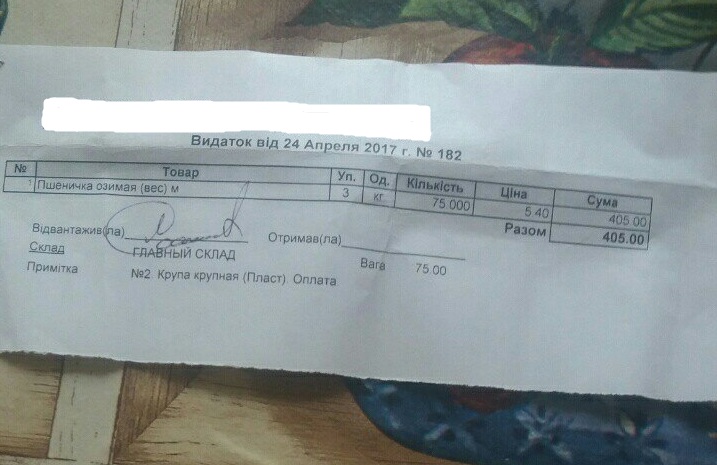 Видаток від 24 Апреля 2017 г. № 182
№ Товар Уп. Од. Кількість Ціна Сума
1 Пшеничка озимая (вес) м 3 кг 75 000 5.40 405.00
Разом 405.00
Відвантажив(ла) Отримав(ла)
Склад ГЛАВНЫЙ СКЛАД Вага 75.00
Примітка №2. Крупа крупная (Пласт). Оплата